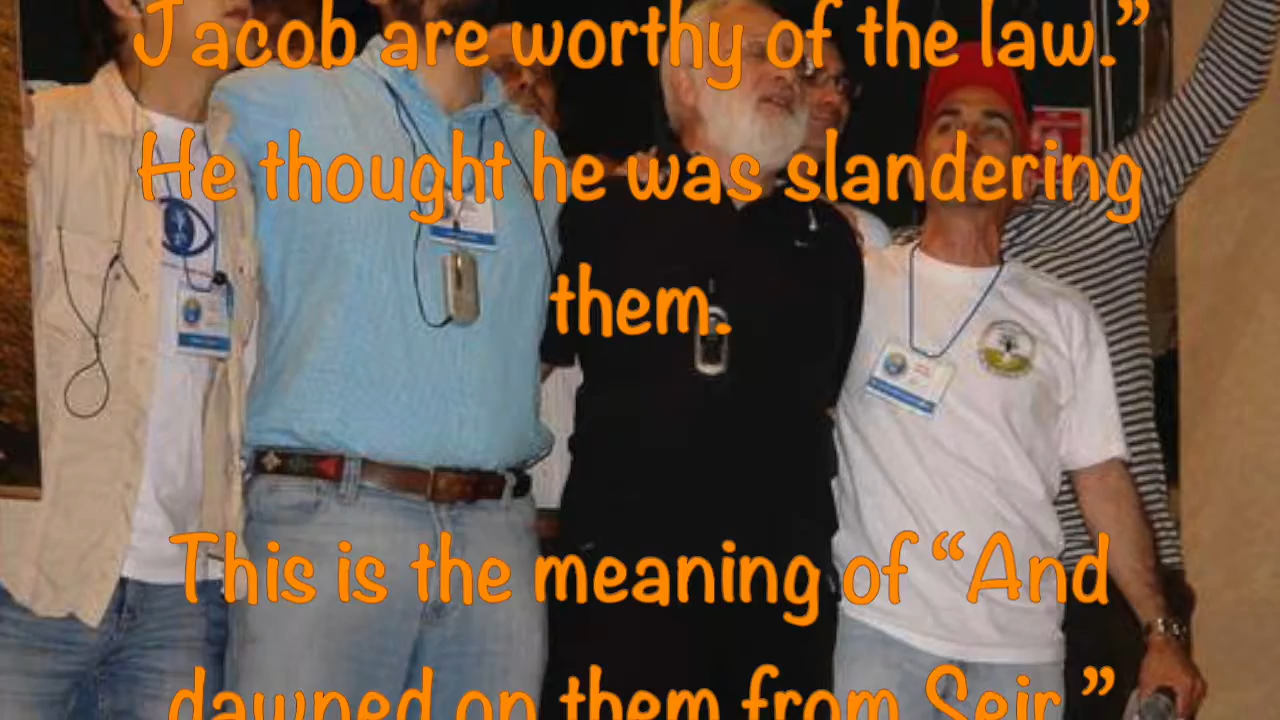 Jacob are worthy of the law.”
He thought he was slandering
them.
This is the meaning of “And
dawned on them from Seir.”